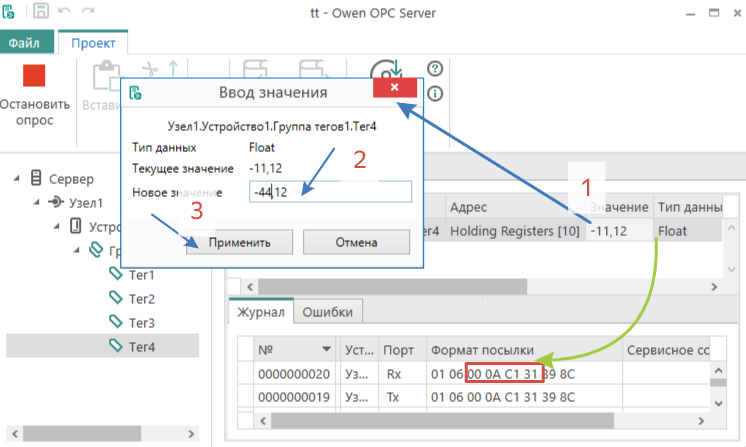 tt - Owen OPC Server
Файл
Проект
Остановить
опрос
Встави
Ввод значения
Узел1.Устройство1.Группа тегов1.Тег4
Тип данных Float
Текущее значение -11,12
Новое значение -44,12
Применить Отмена
1
2
3
Сервер
Узел1
Устро
Гр
Тег1
Тег2
Тег3
Тег4
Адрес Значение Тип данны
ег4 Holding Registers [10] -11,12 Float
Журнал Ошибки
№ Уст... Порт Формат посылки Сервисное со
0000000020 Уз... Rx 01 06 00 0A C1 31 39 8C
0000000019 Уз... Tx 01 06 00 0A C1 31 39 8C